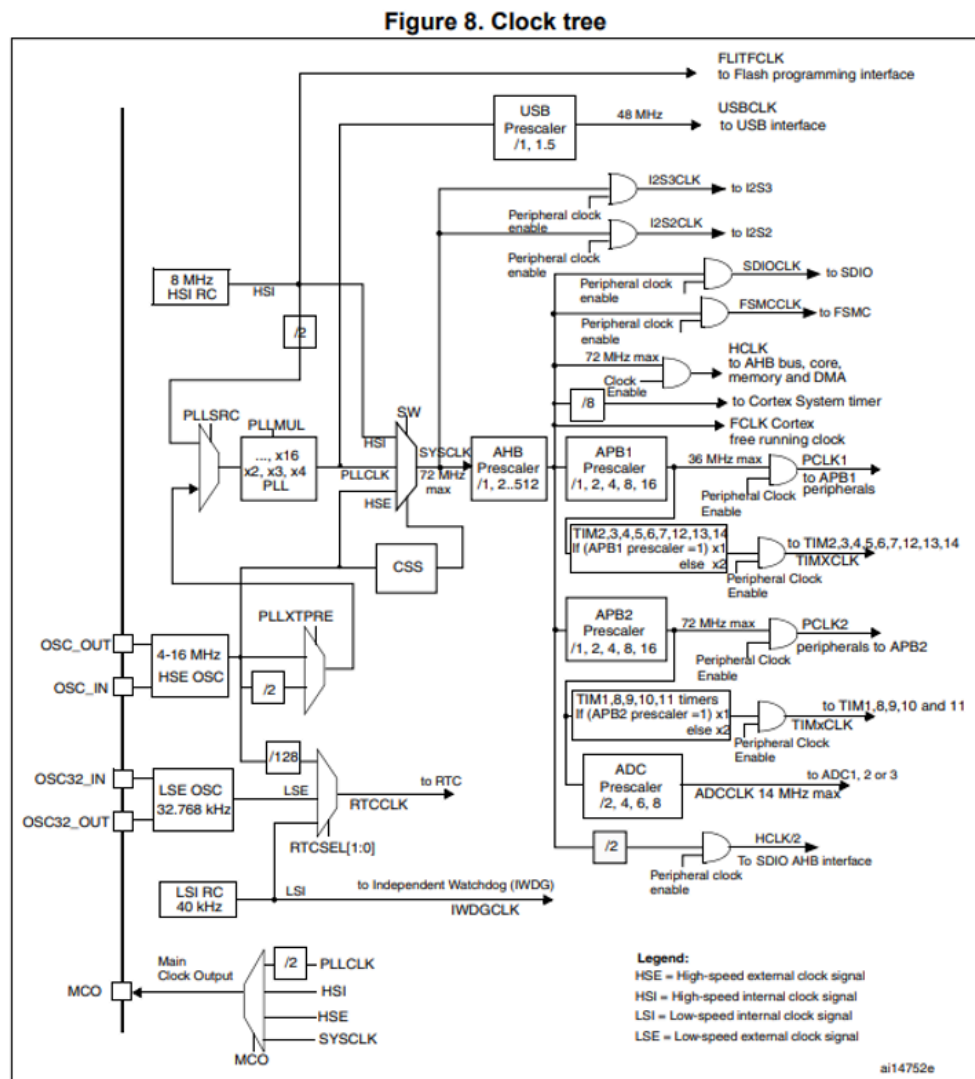 Figure 8. Clock tree
FLITFCLK
to Flash programming interface
USB
Prescaler
/1, 1.5
48 MHz
USBCLK
to USB interface
I2S3CLK
to I2S3
Peripheral clock
enable
I2S2CLK
to I2S2
Peripheral clock
enable
8 MHz
HSI RC
HSI
SDIOCLK
to SDIO
Peripheral clock
enable
FSMCCLK
to FSMC
Peripheral clock
enable
/2
72 MHz max
HCLK
to AHB bus, core,
memory and DMA
Clock
Enable
/8
to Cortex System timer
FCLK Cortex
free running clock
PLLSRC
PLLMUL
..., x16
x2, x3, x4
PLL
SW
HSI
PLLCLK
HSE
SYSCLK
72 MHz
max
AHB
Prescaler
/1, 2..512
APB1
Prescaler
/1, 2, 4, 8, 16
36 MHz max
PCLK1
to APB1
peripherals
Peripheral Clock
Enable
TIM2,3,4,5,6,7,12,13,14
If (APB1 prescaler =1) x1
else x2
to TIM2,3,4,5,6,7,12,13,14
TIMXCLK
Peripheral Clock
Enable
CSS
PLLXTPRE
OSC_OUT
OSC_IN
4-16 MHz
HSE OSC
/2
APB2
Prescaler
/1, 2, 4, 8, 16
72 MHz max
PCLK2
peripherals to APB2
Peripheral Clock
Enable
TIM1,8,9,10,11 timers
If (APB2 prescaler =1) x1
else x2
to TIM1,8,9,10 and 11
TIMxCLK
Peripheral Clock
Enable
/128
OSC32_IN
OSC32_OUT
LSE OSC
32.768 kHz
LSE
to RTC
RTCCLK
RTCSEL[1:0]
ADC
Prescaler
/2, 4, 6, 8
to ADC1, 2 or 3
ADCCLK 14 MHz max
/2
HCLK/2
To SDIO AHB interface
Peripheral clock
enable
LSI RC
40 kHz
LSI
to Independent Watchdog (IWDG)
IWDGCLK
MCO
Main
Clock Output
/2
PLLCLK
HSI
HSE
SYSCLK
MCO
Legend:
HSE = High-speed external clock signal
HSI = High-speed internal clock signal
LSI = Low-speed internal clock signal
LSE = Low-speed external clock signal
ai14752e